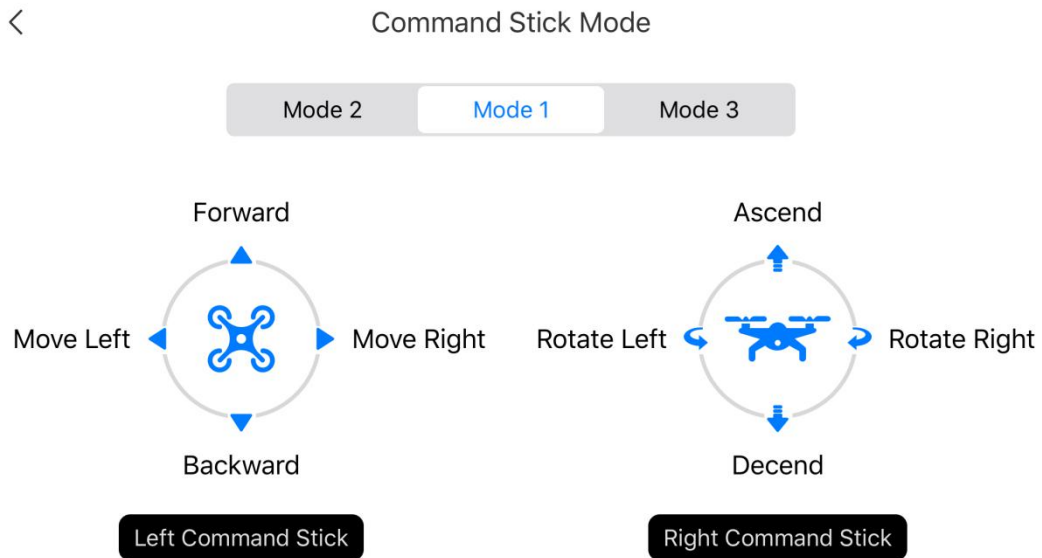 Command Stick Mode
Mode 2 Mode 1 Mode 3
Forward
Move Left Move Right
Backward
Left Command Stick
Ascend
Rotate Left Rotate Right
Decend
Right Command Stick